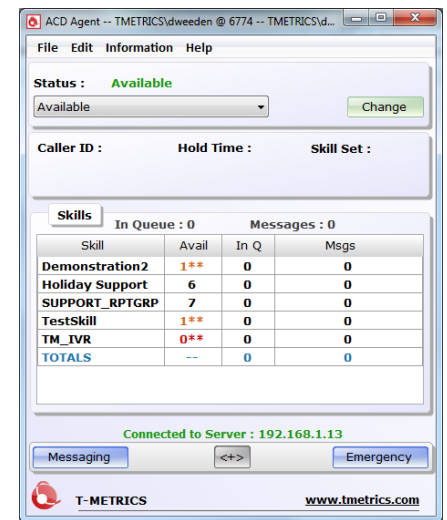 ACD Agent -- TMETRICS\dweeden @ 6774 -- TMETRICS\d...
File Edit Information Help
Status : Available
Available Change
Caller ID : Hold Time : Skill Set :
Skills
In Queue : 0 Messages : 0
Skill Avail In Q Msgs
Demonstration2 1** 0 0
Holiday Support 6 0 0
SUPPORT_RPTGRP 7 0 0
TestSkill 1** 0 0
TM_IVR 0** 0 0
TOTALS -- 0 0
Connected to Server : 192.168.1.13
Messaging <+> Emergency
T-METRICS www.tmetrics.com